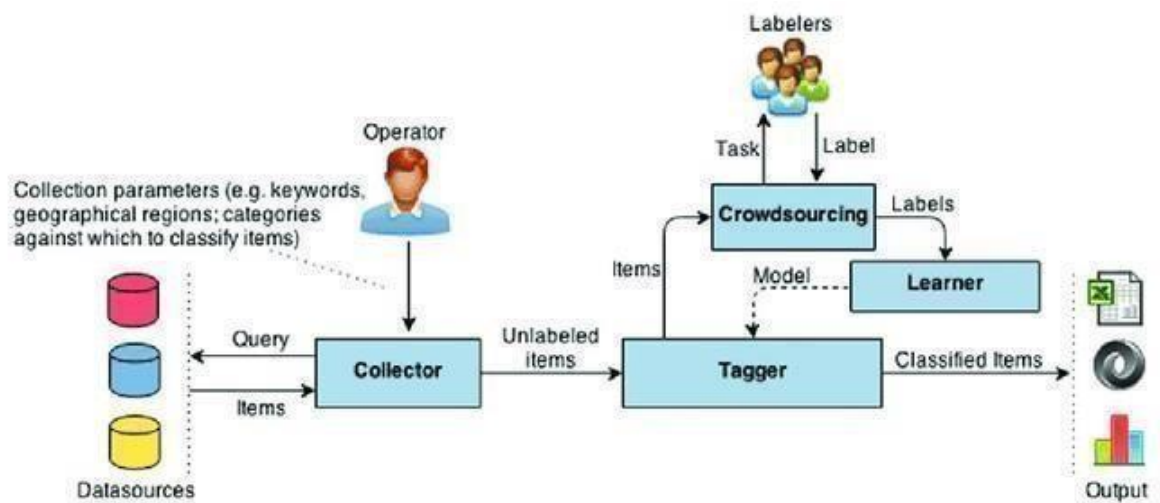 Labelers
Operator
Task
Label
Collection parameters (e.g. keywords,
geographical regions; categories
against which to classify items)
Crowdsourcing
Labels
Items
Model
Learner
Query
Unlabeled
items
Collector
Tagger
Classified Items
Items
Datasources
Output